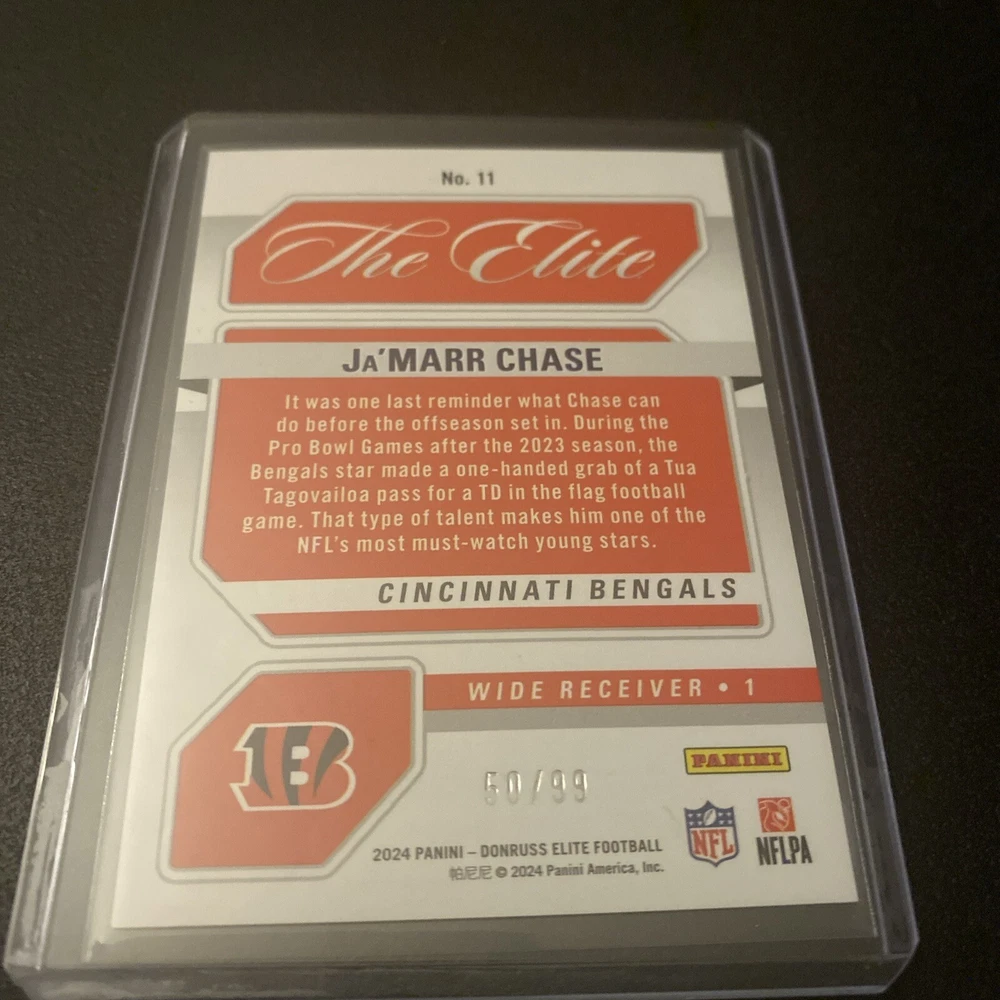 No. 11
The Elite
JA'MARR CHASE
It was one last reminder what Chase can
do before the offseason set in. During the
Pro Bowl Games after the 2023 season, the
Bengals star made a one-handed grab of a Tua
Tagovailoa pass for a TD in the flag football
game. That type of talent makes him one of the
NFL's most must-watch young stars.
CINCINNATI BENGALS
WIDE RECEIVER • 1
B
PANINI
50/99
NFL
NFLPA
2024 PANINI – DONRUSS ELITE FOOTBALL
帕尼尼 © 2024 Panini America, Inc.